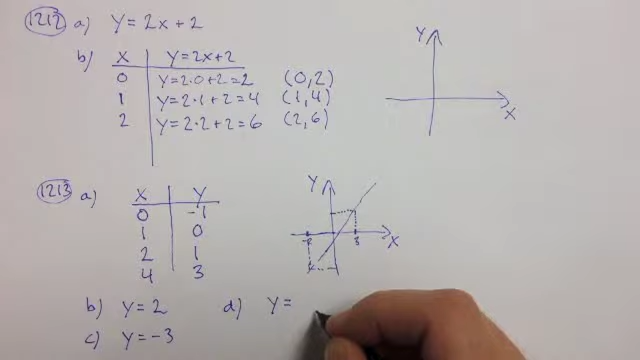 1212 a) y = 2x + 2
b) x y = 2x + 2
0 y = 2·0 + 2 = 2 (0,2)
1 y = 2·1 + 2 = 4 (1,4)
2 y = 2·2 + 2 = 6 (2,6)
y
x
1213 a) x y
0 -1
1 0
2 1
4 3
y
-2 3
x
b) y = 2 d) y =
c) y = -3